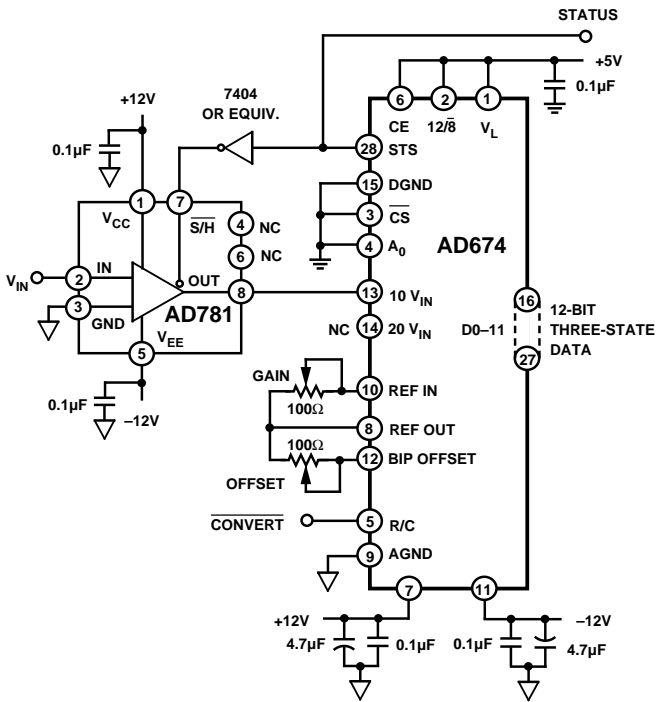 STATUS
+5V
0.1µF
+12V
7404
OR EQUIV.
0.1µF
6
2
1
CE
12/8̅
V_L
28
STS
15
DGND
3
C̅S̅
4
A_0
AD674
1
7
V_CC
S̅/H̅
4
NC
6
NC
V_IN
2
IN
OUT
8
3
GND
AD781
V_EE
5
0.1µF
–12V
13
10 V_IN
NC
14
20 V_IN
D0–11
16
27
12-BIT
THREE-STATE
DATA
GAIN
100Ω
10
REF IN
8
REF OUT
100Ω
12
BIP OFFSET
OFFSET
C̅O̅N̅V̅E̅R̅T̅
5
R/C
9
AGND
7
11
+12V
4.7µF
0.1µF
0.1µF
–12V
4.7µF